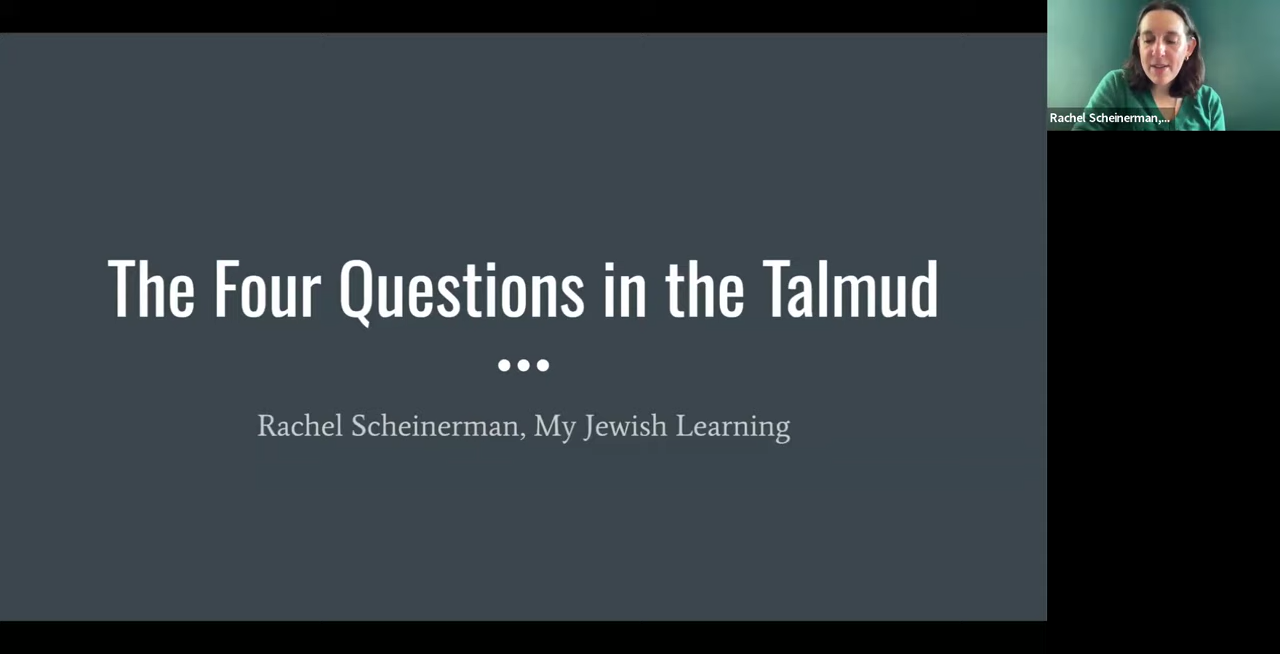 The Four Questions in the Talmud
Rachel Scheinerman, My Jewish Learning
Rachel Scheinerman,...